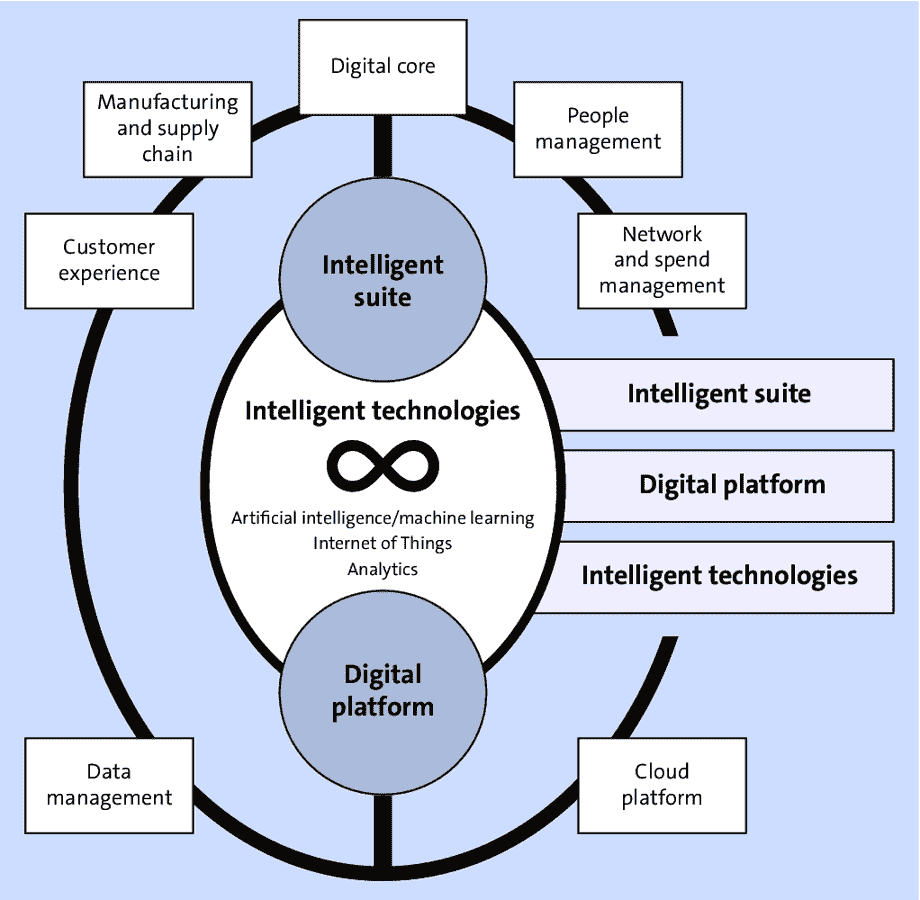 Digital core
Manufacturing
and supply
chain
People
management
Customer
experience
Network
and spend
management
Intelligent
suite
Intelligent technologies
Artificial intelligence/machine learning
Internet of Things
Analytics
Intelligent suite
Digital platform
Intelligent technologies
Digital
platform
Data
management
Cloud
platform